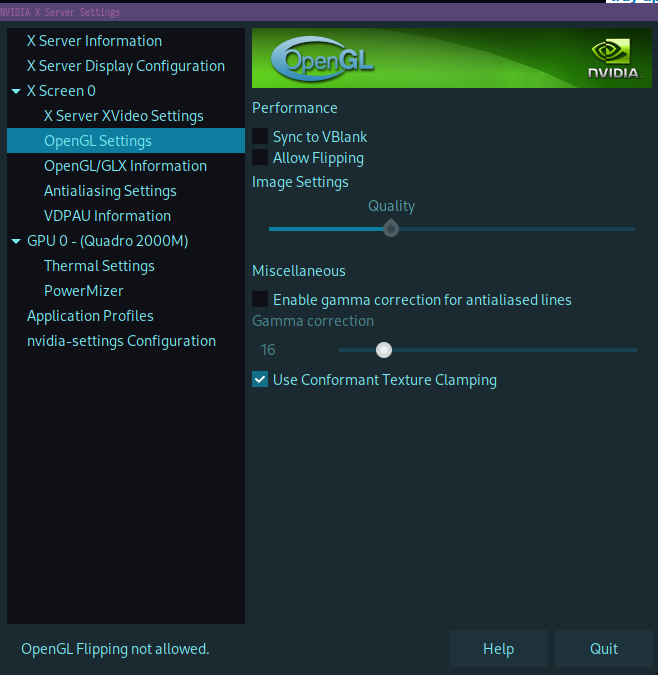 NVIDIA X Server Settings
X Server Information
X Server Display Configuration
X Screen 0
X Server XVideo Settings
OpenGL Settings
OpenGL/GLX Information
Antialiasing Settings
VDPAU Information
GPU 0 - (Quadro 2000M)
Thermal Settings
PowerMizer
Application Profiles
nvidia-settings Configuration
OpenGL
NVIDIA
Performance
Sync to VBlank
Allow Flipping
Image Settings
Quality
Miscellaneous
Enable gamma correction for antialiased lines
Gamma correction
16
Use Conformant Texture Clamping
OpenGL Flipping not allowed.
Help
Quit